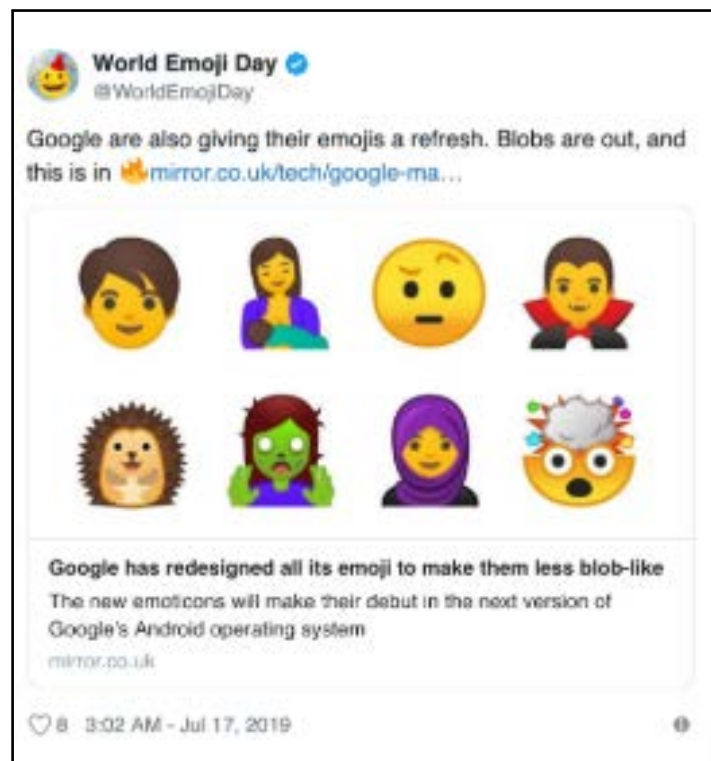 World Emoji Day
@WorldEmojiDay
Google are also giving their emojis a refresh. Blobs are out, and
this is in 🔥mirror.co.uk/tech/google-ma…
Google has redesigned all its emoji to make them less blob-like
The new emoticons will make their debut in the next version of
Google's Android operating system
mirror.co.uk
8 3:02 AM - Jul 17, 2019